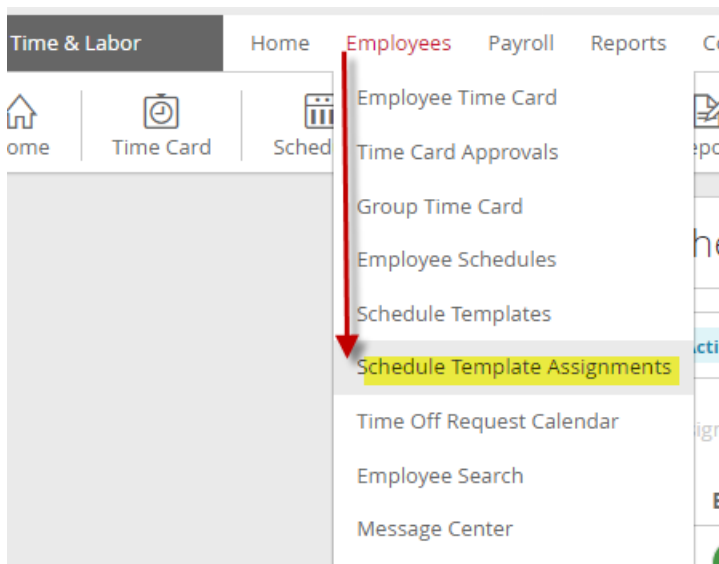 Time & Labor Home Employees Payroll Reports
Time Card
Employee Time Card
Time Card Approvals
Group Time Card
Employee Schedules
Schedule Templates
Schedule Template Assignments
Time Off Request Calendar
Employee Search
Message Center